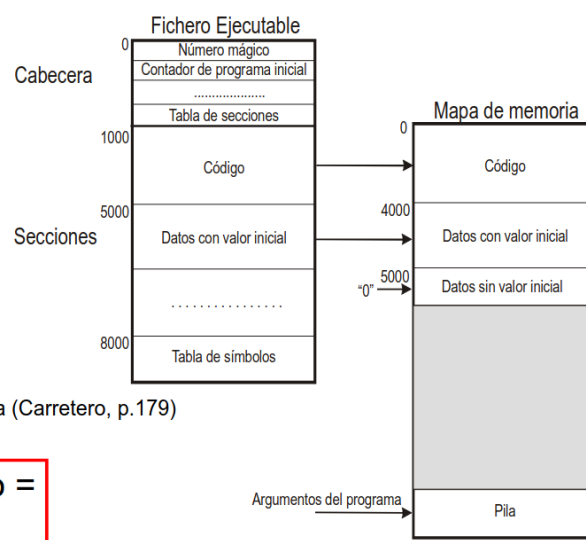 Fichero Ejecutable
0
Número mágico
Cabecera
Contador de programa inicial
....................
Tabla de secciones
1000
Código
5000
Secciones
Datos con valor inicial
. . . . . . . . . . . . . . .
8000
Tabla de símbolos
Mapa de memoria
0
Código
4000
Datos con valor inicial
5000
"0"
Datos sin valor inicial
Argumentos del programa
Pila
(Carretero, p.179)
=